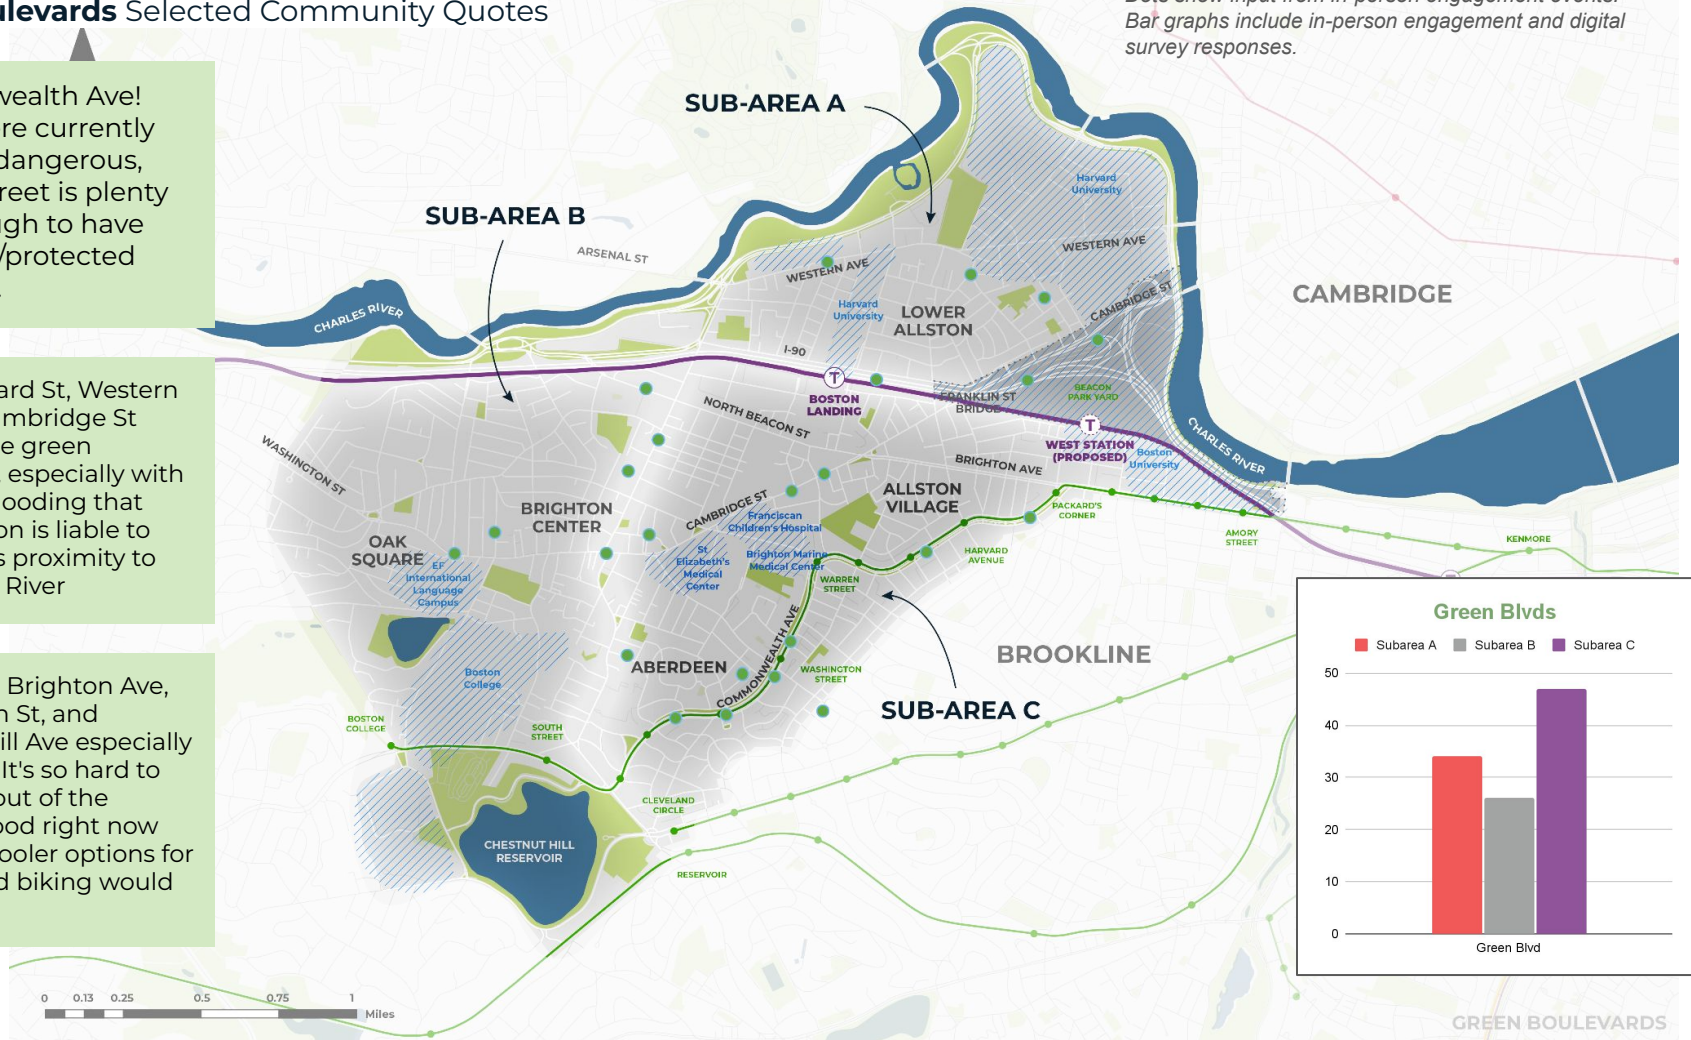 ulevards Selected Community Quotes
Bar graphs include in-person engagement and digital
survey responses.
wealth Ave!
re currently
dangerous,
reet is plenty
gh to have
/protected
ard St, Western
mbridge St
e green
, especially with
ooding that
on is liable to
s proximity to
River
Brighton Ave,
n St, and
ill Ave especially
It's so hard to
out of the
ood right now
ooler options for
d biking would
SUB-AREA A
SUB-AREA B
SUB-AREA C
ARSENAL ST
CHARLES RIVER
WESTERN AVE
Harvard
University
WESTERN AVE
Harvard
University
LOWER
ALLSTON
CAMBRIDGE ST
CAMBRIDGE
I-90
T
BOSTON
LANDING
FRANKLIN ST
BRIDGE
BEACON
PARK YARD
T
WEST STATION
(PROPOSED)
Boston
University
CHARLES RIVER
NORTH BEACON ST
WASHINGTON ST
BRIGHTON AVE
BRIGHTON
CENTER
CAMBRIDGE ST
ALLSTON
VILLAGE
PACKARD'S
CORNER
AMORY
STREET
KENMORE
OAK
SQUARE
EF
International
Language
Campus
Franciscan
Children's Hospital
St
Elizabeth's
Medical
Center
Brighton Marine
Medical Center
HARVARD
AVENUE
WARREN
STREET
COMMONWEALTH AVE
WASHINGTON
STREET
ABERDEEN
BROOKLINE
Boston
College
BOSTON
COLLEGE
SOUTH
STREET
CLEVELAND
CIRCLE
CHESTNUT HILL
RESERVOIR
RESERVOIR
Green Blvds
Subarea A Subarea B Subarea C
50
40
30
20
10
0
Green Blvd
0 0.13 0.25 0.5 0.75 1
Miles
GREEN BOULEVARDS